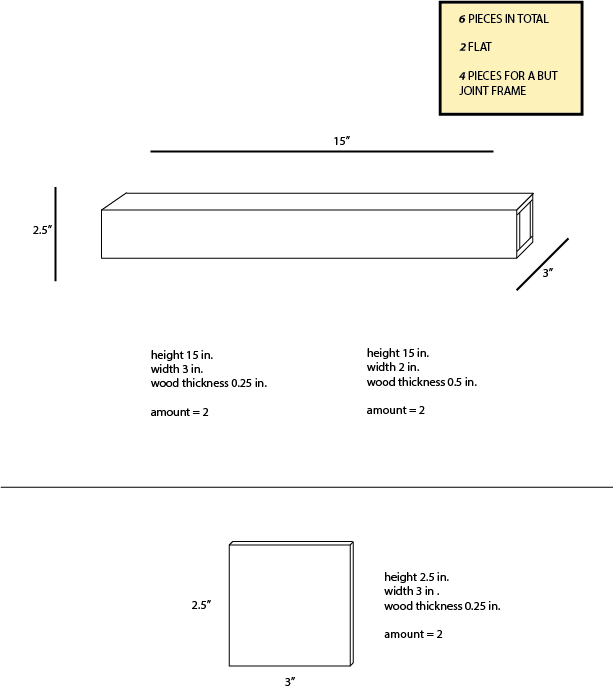 6 PIECES IN TOTAL
2 FLAT
4 PIECES FOR A BUT
JOINT FRAME
15”
2.5”
3”
height 15 in.
width 3 in.
wood thickness 0.25 in.
amount = 2
height 15 in.
width 2 in.
wood thickness 0.5 in.
amount = 2
2.5”
3”
height 2.5 in.
width 3 in .
wood thickness 0.25 in.
amount = 2